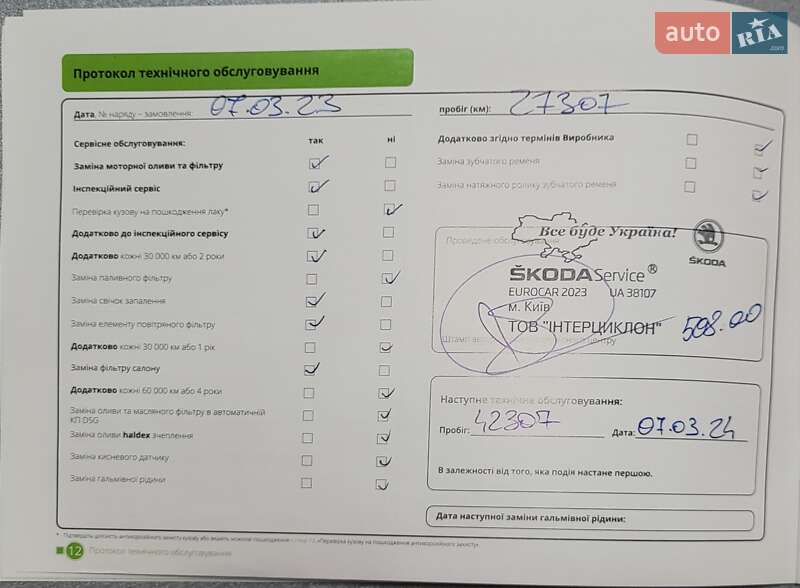 auto RIA .com
Протокол технічного обслуговування
Дата, № наряду – замовлення: 07.03.23
пробіг (км): 27307
Сервісне обслуговування: так ні
Заміна моторної оливи та фільтру
Інспекційний сервіс
Перевірка кузову на пошкодження лаку*
Додатково до інспекційного сервісу
Додатково кожні 30 000 км або 2 роки
Заміна паливного фільтру
Заміна свічок запалення
Заміна елементу повітряного фільтру
Додатково кожні 30 000 км або 1 рік
Заміна фільтру салону
Додатково кожні 60 000 км або 4 роки
Заміна оливи та масляного фільтру в автоматичній
КП DSG
Заміна оливи haldex зчеплення
Заміна кисневого датчику
Заміна гальмівної рідини
Додатково згідно термінів Виробника
Заміна зубчатого ременя
Заміна натяжного ролику зубчатого ременя
Все буде Україна!
Проведене обслуговування
ŠKODA
ŠKODA Service®
EUROCAR 2023 UA 38107
м. Київ
ТОВ "ІНТЕРЦИКЛОН"
598.00
Наступне технічне обслуговування:
Пробіг: 42307 Дата: 07.03.24
В залежності від того, яка подія настане першою.
Дата наступної заміни гальмівної рідини:
12 Протокол технічного обслуговування